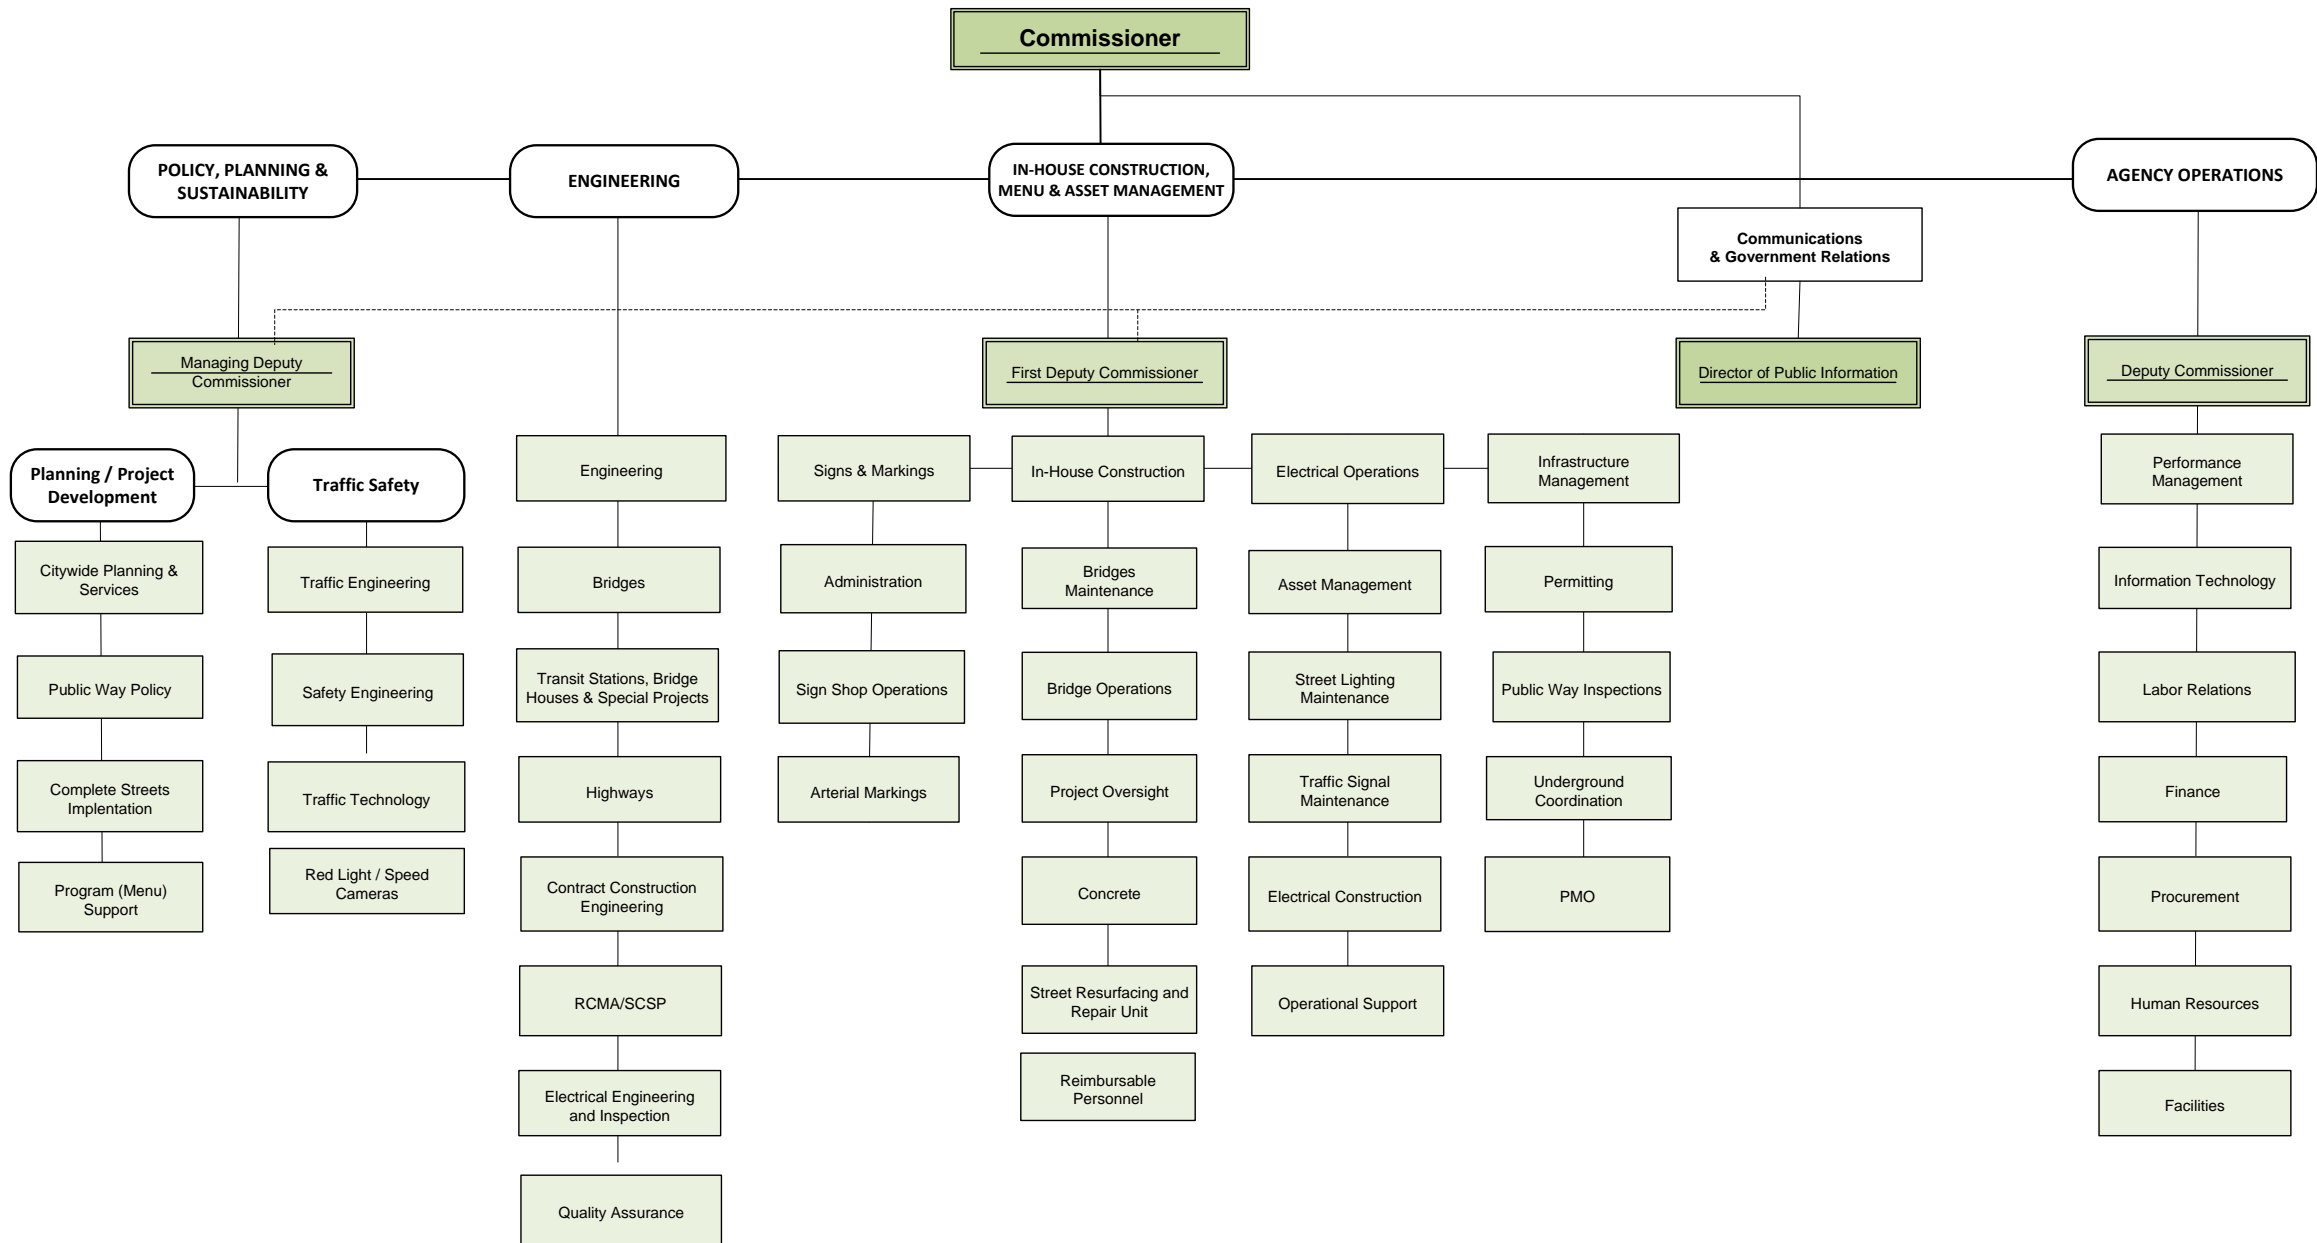 Commissioner
POLICY, PLANNING &
SUSTAINABILITY
ENGINEERING
IN-HOUSE CONSTRUCTION,
MENU & ASSET MANAGEMENT
AGENCY OPERATIONS
Communications
& Government Relations
Managing Deputy
Commissioner
First Deputy Commissioner
Director of Public Information
Deputy Commissioner
Planning / Project
Development
Citywide Planning &
Services
Public Way Policy
Complete Streets
Implentation
Program (Menu)
Support
Traffic Safety
Traffic Engineering
Safety Engineering
Traffic Technology
Red Light / Speed
Cameras
Engineering
Bridges
Transit Stations, Bridge
Houses & Special Projects
Highways
Contract Construction
Engineering
RCMA/SCSP
Electrical Engineering
and Inspection
Quality Assurance
Signs & Markings
Administration
Sign Shop Operations
Arterial Markings
In-House Construction
Bridges
Maintenance
Bridge Operations
Project Oversight
Concrete
Street Resurfacing and
Repair Unit
Reimbursable
Personnel
Electrical Operations
Asset Management
Street Lighting
Maintenance
Traffic Signal
Maintenance
Electrical Construction
Operational Support
Infrastructure
Management
Permitting
Public Way Inspections
Underground
Coordination
PMO
Performance
Management
Information Technology
Labor Relations
Finance
Procurement
Human Resources
Facilities